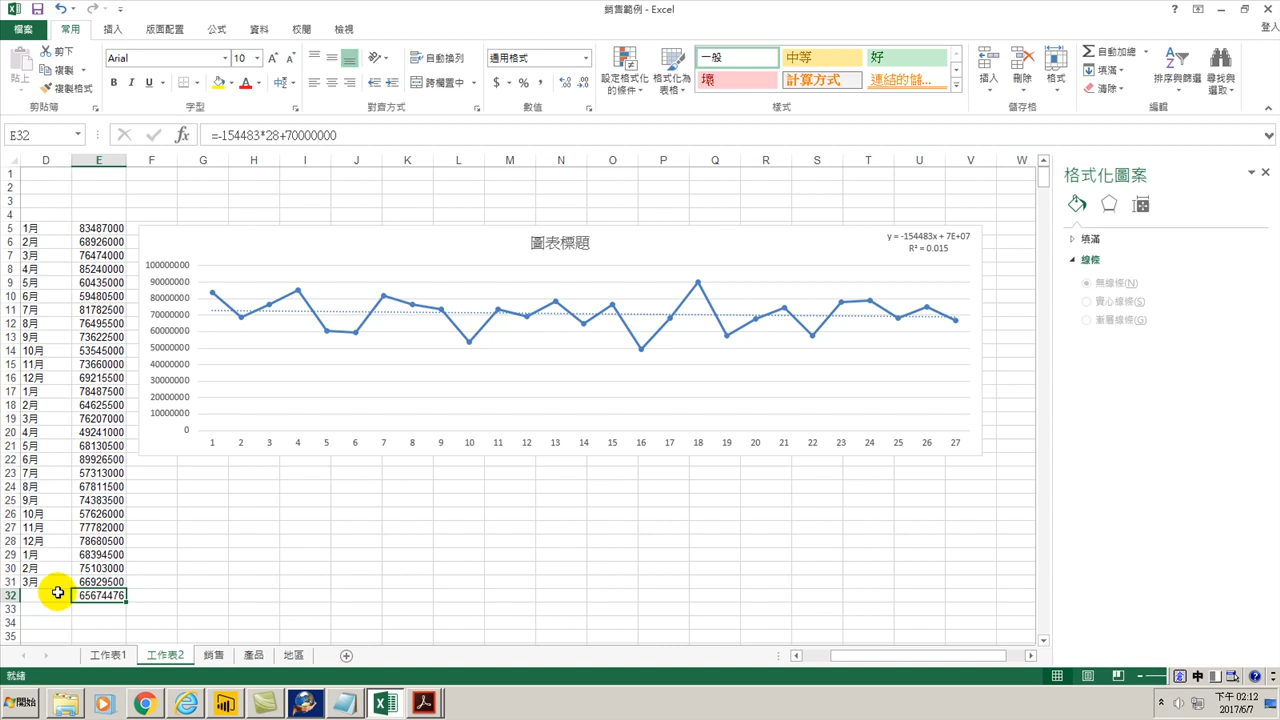 銷售範例 - Excel
檔案 常用 插入 版面配置 公式 資料 校閱 檢視 登入
貼上
剪下
複製
複製格式
剪貼簿
Arial 10
B I U
字型
自動換列
跨欄置中
對齊方式
通用格式
$ % ,
數值
設定格式化的條件
格式化為表格
一般 中等 好
壞 計算方式 連結的儲...
樣式
插入 刪除 格式
儲存格
自動加總
填滿
清除
排序與篩選
尋找與選取
編輯
E32 fx =-154483*28+70000000
D E F G H I J K L M N O P Q R S T U V W
1
2
3
4
5 1月 83487000
6 2月 68926000
7 3月 76474000
8 4月 85240000
9 5月 60435000
10 6月 59480500
11 7月 81782500
12 8月 76495500
13 9月 73622500
14 10月 53545000
15 11月 73660000
16 12月 69215500
17 1月 78487500
18 2月 64625500
19 3月 76207000
20 4月 49241000
21 5月 68130500
22 6月 89926500
23 7月 57313000
24 8月 67811500
25 9月 74383500
26 10月 57626000
27 11月 77782000
28 12月 78680500
29 1月 68394500
30 2月 75103000
31 3月 66929500
32 65674476
33
34
35
圖表標題
y = -154483x + 7E+07
R² = 0.015
100000000
90000000
80000000
70000000
60000000
50000000
40000000
30000000
20000000
10000000
0
1 2 3 4 5 6 7 8 9 10 11 12 13 14 15 16 17 18 19 20 21 22 23 24 25 26 27
格式化圖案
填滿
線條
無線條(N)
實心線條(S)
漸層線條(G)
工作表1 工作表2 銷售 產品 地區
就緒
中
開始
下午 02:12
2017/6/7